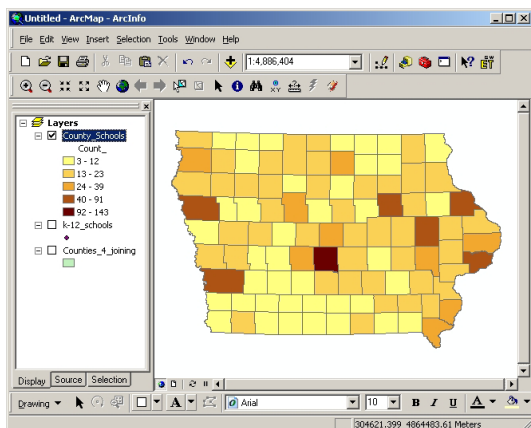 Untitled - ArcMap - ArcInfo
File Edit View Insert Selection Tools Window Help
1:4,886,404
ET
Layers
County_Schools
Count_
3 - 12
13 - 23
24 - 39
40 - 91
92 - 143
k-12_schools
Counties_4_joining
Display Source Selection
Drawing A Arial 10 B I U A
304621.399 4864483.61 Meters